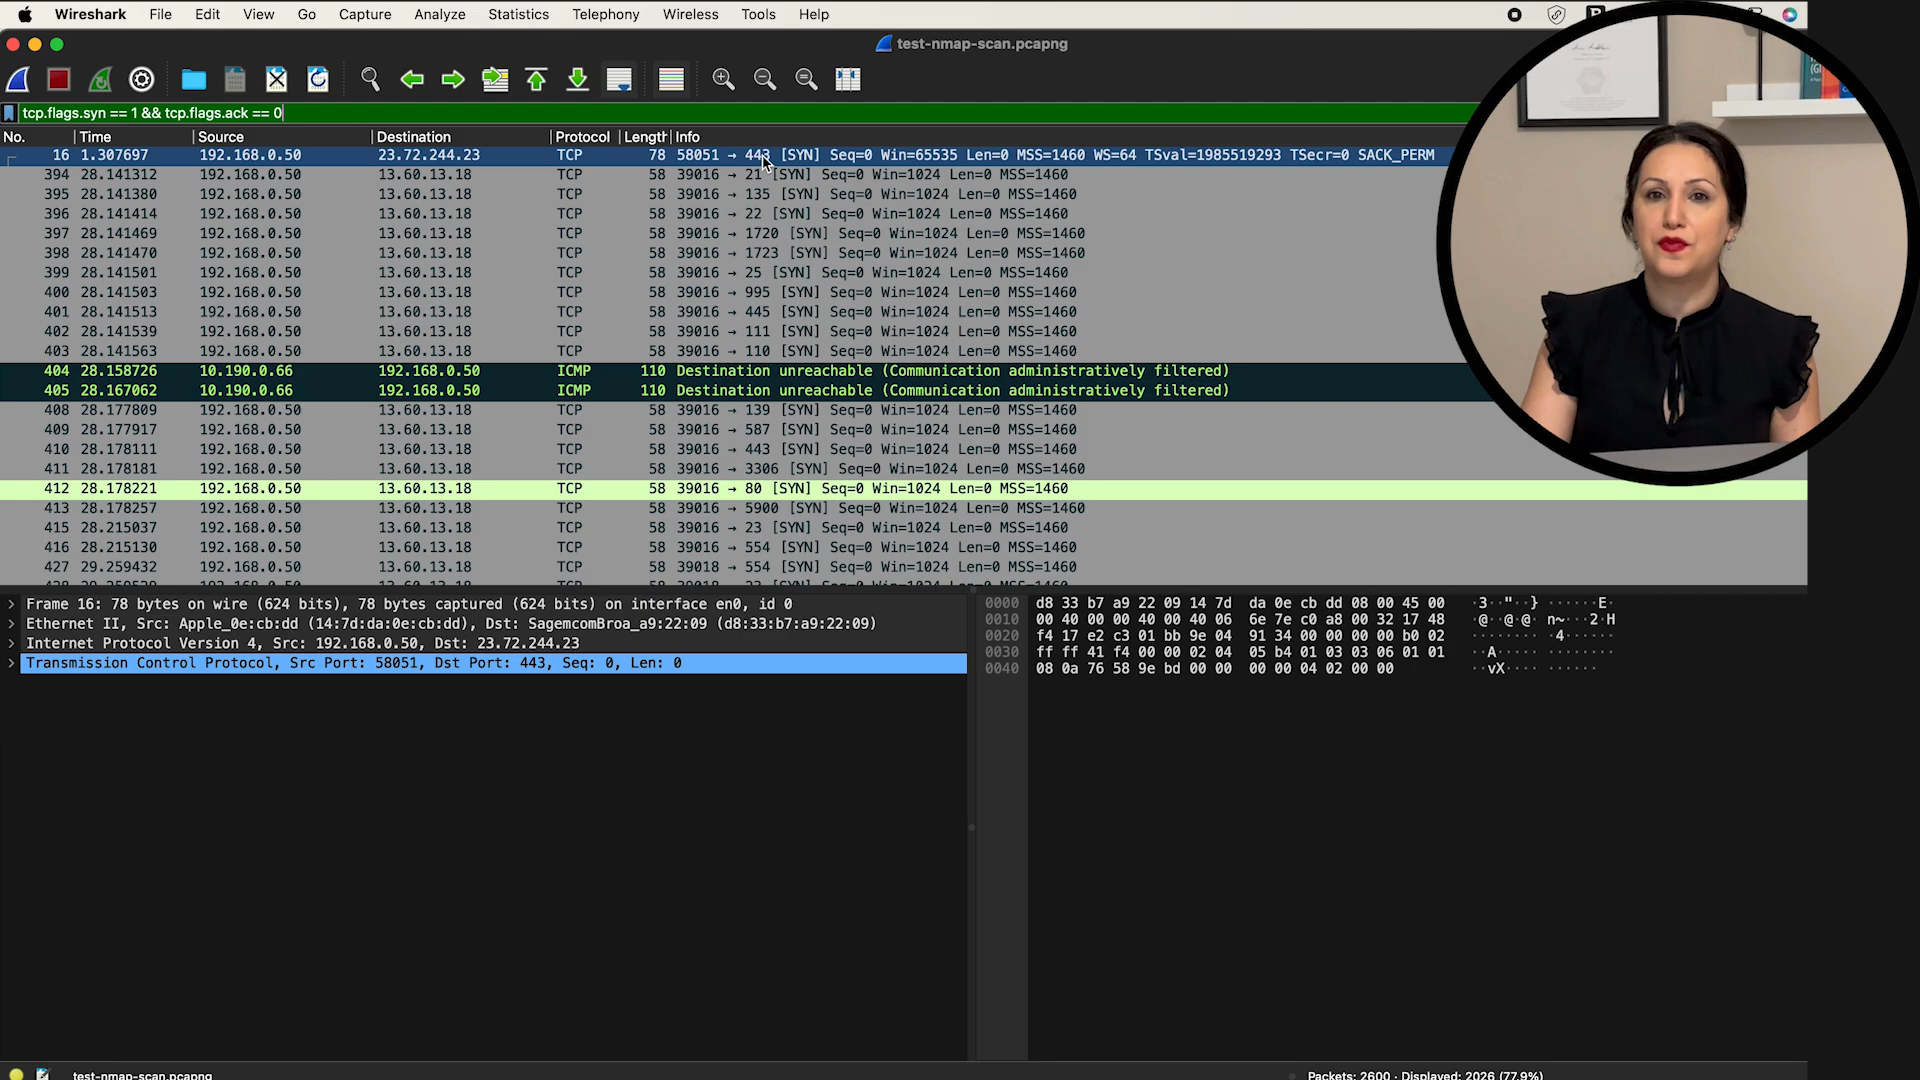 Wireshark File Edit View Go Capture Analyze Statistics Telephony Wireless Tools Help
test-nmap-scan.pcapng
tcp.flags.syn == 1 && tcp.flags.ack == 0
No. Time Source Destination Protocol Length Info
16 1.307697 192.168.0.50 23.72.244.23 TCP 78 58051 → 443 [SYN] Seq=0 Win=65535 Len=0 MSS=1460 WS=64 TSval=1985519293 TSecr=0 SACK_PERM
394 28.141312 192.168.0.50 13.60.13.18 TCP 58 39016 → 21 [SYN] Seq=0 Win=1024 Len=0 MSS=1460
395 28.141380 192.168.0.50 13.60.13.18 TCP 58 39016 → 135 [SYN] Seq=0 Win=1024 Len=0 MSS=1460
396 28.141414 192.168.0.50 13.60.13.18 TCP 58 39016 → 22 [SYN] Seq=0 Win=1024 Len=0 MSS=1460
397 28.141469 192.168.0.50 13.60.13.18 TCP 58 39016 → 1720 [SYN] Seq=0 Win=1024 Len=0 MSS=1460
398 28.141470 192.168.0.50 13.60.13.18 TCP 58 39016 → 1723 [SYN] Seq=0 Win=1024 Len=0 MSS=1460
399 28.141501 192.168.0.50 13.60.13.18 TCP 58 39016 → 25 [SYN] Seq=0 Win=1024 Len=0 MSS=1460
400 28.141503 192.168.0.50 13.60.13.18 TCP 58 39016 → 995 [SYN] Seq=0 Win=1024 Len=0 MSS=1460
401 28.141513 192.168.0.50 13.60.13.18 TCP 58 39016 → 445 [SYN] Seq=0 Win=1024 Len=0 MSS=1460
402 28.141539 192.168.0.50 13.60.13.18 TCP 58 39016 → 111 [SYN] Seq=0 Win=1024 Len=0 MSS=1460
403 28.141563 192.168.0.50 13.60.13.18 TCP 58 39016 → 110 [SYN] Seq=0 Win=1024 Len=0 MSS=1460
404 28.158726 10.190.0.66 192.168.0.50 ICMP 110 Destination unreachable (Communication administratively filtered)
405 28.167062 10.190.0.66 192.168.0.50 ICMP 110 Destination unreachable (Communication administratively filtered)
408 28.177809 192.168.0.50 13.60.13.18 TCP 58 39016 → 139 [SYN] Seq=0 Win=1024 Len=0 MSS=1460
409 28.177917 192.168.0.50 13.60.13.18 TCP 58 39016 → 587 [SYN] Seq=0 Win=1024 Len=0 MSS=1460
410 28.178111 192.168.0.50 13.60.13.18 TCP 58 39016 → 443 [SYN] Seq=0 Win=1024 Len=0 MSS=1460
411 28.178181 192.168.0.50 13.60.13.18 TCP 58 39016 → 3306 [SYN] Seq=0 Win=1024 Len=0 MSS=1460
412 28.178221 192.168.0.50 13.60.13.18 TCP 58 39016 → 80 [SYN] Seq=0 Win=1024 Len=0 MSS=1460
413 28.178257 192.168.0.50 13.60.13.18 TCP 58 39016 → 5900 [SYN] Seq=0 Win=1024 Len=0 MSS=1460
415 28.215037 192.168.0.50 13.60.13.18 TCP 58 39016 → 23 [SYN] Seq=0 Win=1024 Len=0 MSS=1460
416 28.215130 192.168.0.50 13.60.13.18 TCP 58 39016 → 554 [SYN] Seq=0 Win=1024 Len=0 MSS=1460
427 29.259432 192.168.0.50 13.60.13.18 TCP 58 39018 → 554 [SYN] Seq=0 Win=1024 Len=0 MSS=1460
Frame 16: 78 bytes on wire (624 bits), 78 bytes captured (624 bits) on interface en0, id 0
Ethernet II, Src: Apple_0e:cb:dd (14:7d:da:0e:cb:dd), Dst: SagemcomBroa_a9:22:09 (d8:33:b7:a9:22:09)
Internet Protocol Version 4, Src: 192.168.0.50, Dst: 23.72.244.23
Transmission Control Protocol, Src Port: 58051, Dst Port: 443, Seq: 0, Len: 0
0000 d8 33 b7 a9 22 09 14 7d da 0e cb dd 08 00 45 00 ·3··"··} ······E·
0010 00 40 00 00 40 00 40 06 6e 7e c0 a8 00 32 17 48 ·@··@·@· n~···2·H
0020 f4 17 e2 c3 01 bb 9e 04 91 34 00 00 00 00 b0 02 ········ ·4······
0030 ff ff 41 f4 00 00 02 04 05 b4 01 03 03 06 01 01 ··A····· ········
0040 08 0a 76 58 9e bd 00 00 00 00 04 02 00 00 ··vX···· ······
test-nmap-scan.pcapng
Packets: 2600 · Displayed: 2026 (77.9%)